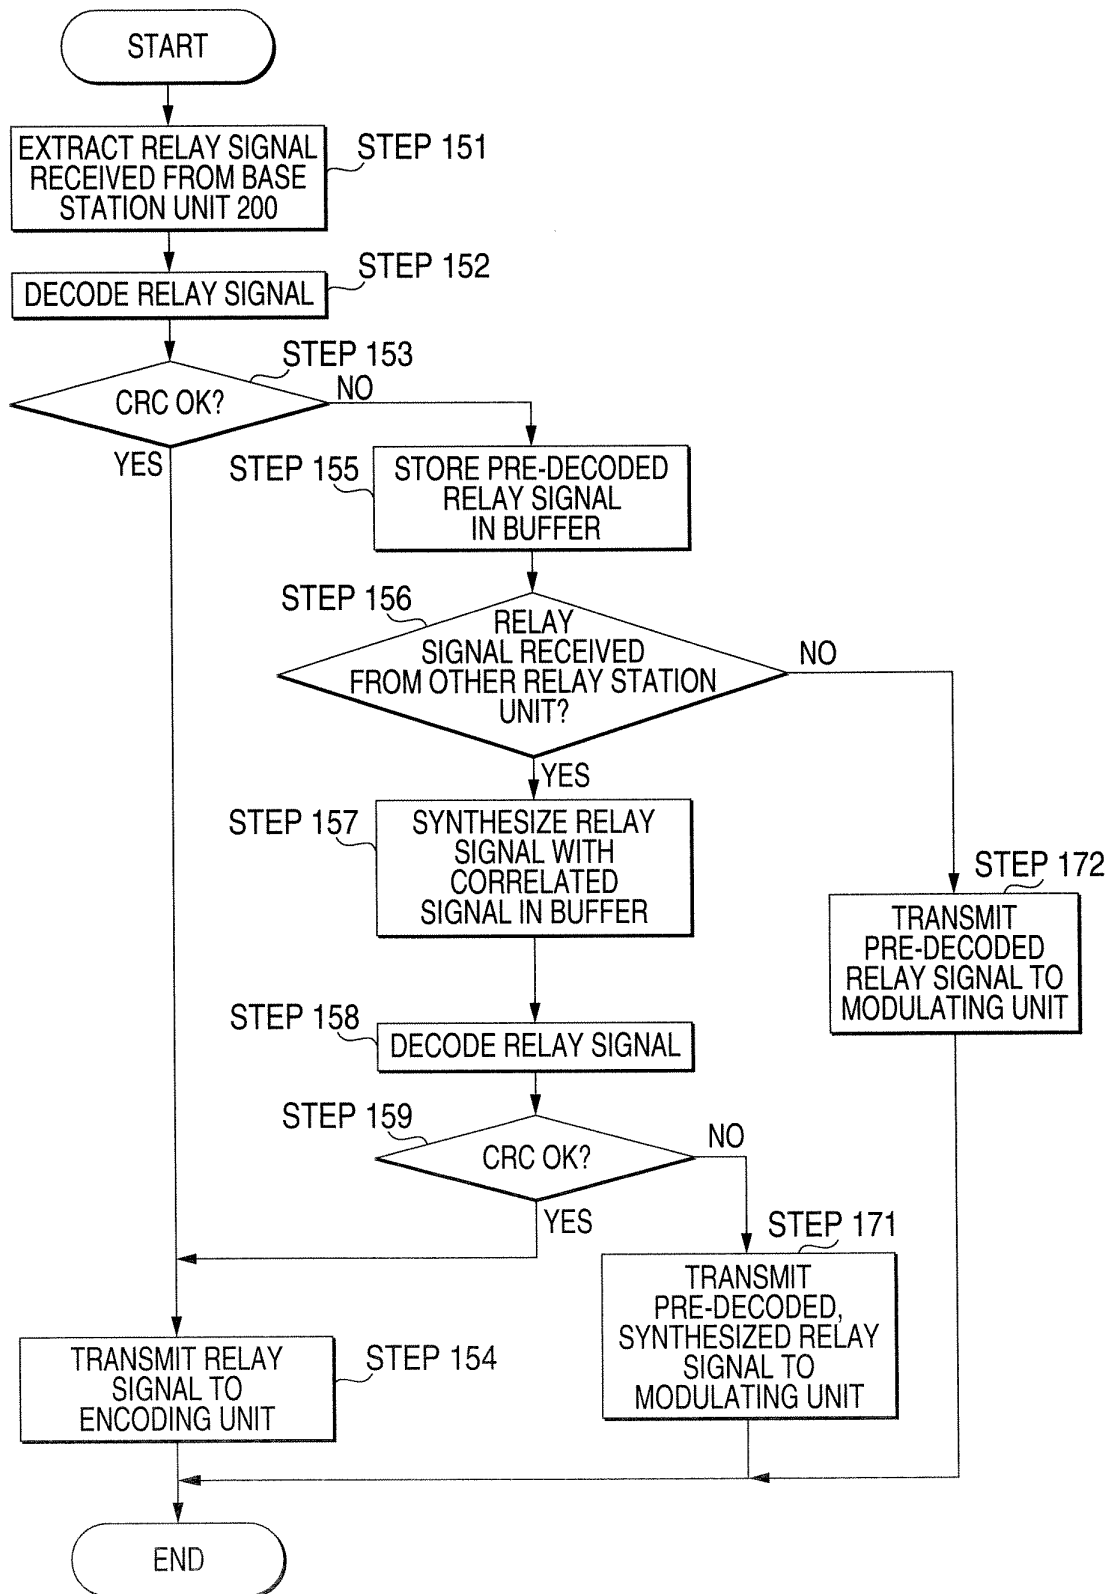 START
EXTRACT RELAY SIGNAL
RECEIVED FROM BASE
STATION UNIT 200
STEP 151
DECODE RELAY SIGNAL
STEP 152
CRC OK?
STEP 153
NO
YES
STEP 155
STORE PRE-DECODED
RELAY SIGNAL
IN BUFFER
STEP 156
RELAY
SIGNAL RECEIVED
FROM OTHER RELAY STATION
UNIT?
NO
YES
STEP 157
SYNTHESIZE RELAY
SIGNAL WITH
CORRELATED
SIGNAL IN BUFFER
STEP 172
TRANSMIT
PRE-DECODED
RELAY SIGNAL TO
MODULATING UNIT
STEP 158
DECODE RELAY SIGNAL
STEP 159
CRC OK?
NO
YES
STEP 171
TRANSMIT
PRE-DECODED,
SYNTHESIZED RELAY
SIGNAL TO
MODULATING UNIT
TRANSMIT RELAY
SIGNAL TO
ENCODING UNIT
STEP 154
END